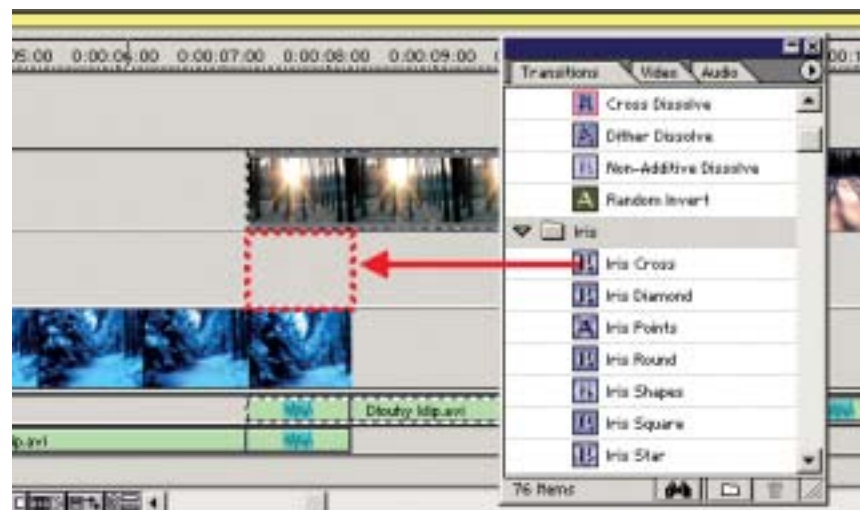 05:00 0:00:06:00 0:00:07:00 0:00:08:00 0:00:09:00
Transitions Video Audio
Cross Dissolve
Dither Dissolve
Non-Additive Dissolve
Random Invert
Iris
Iris Cross
Iris Diamond
Iris Points
Iris Round
Iris Shapes
Iris Square
Iris Star
76 Items
Dlouhy klip.avi
ip.avi